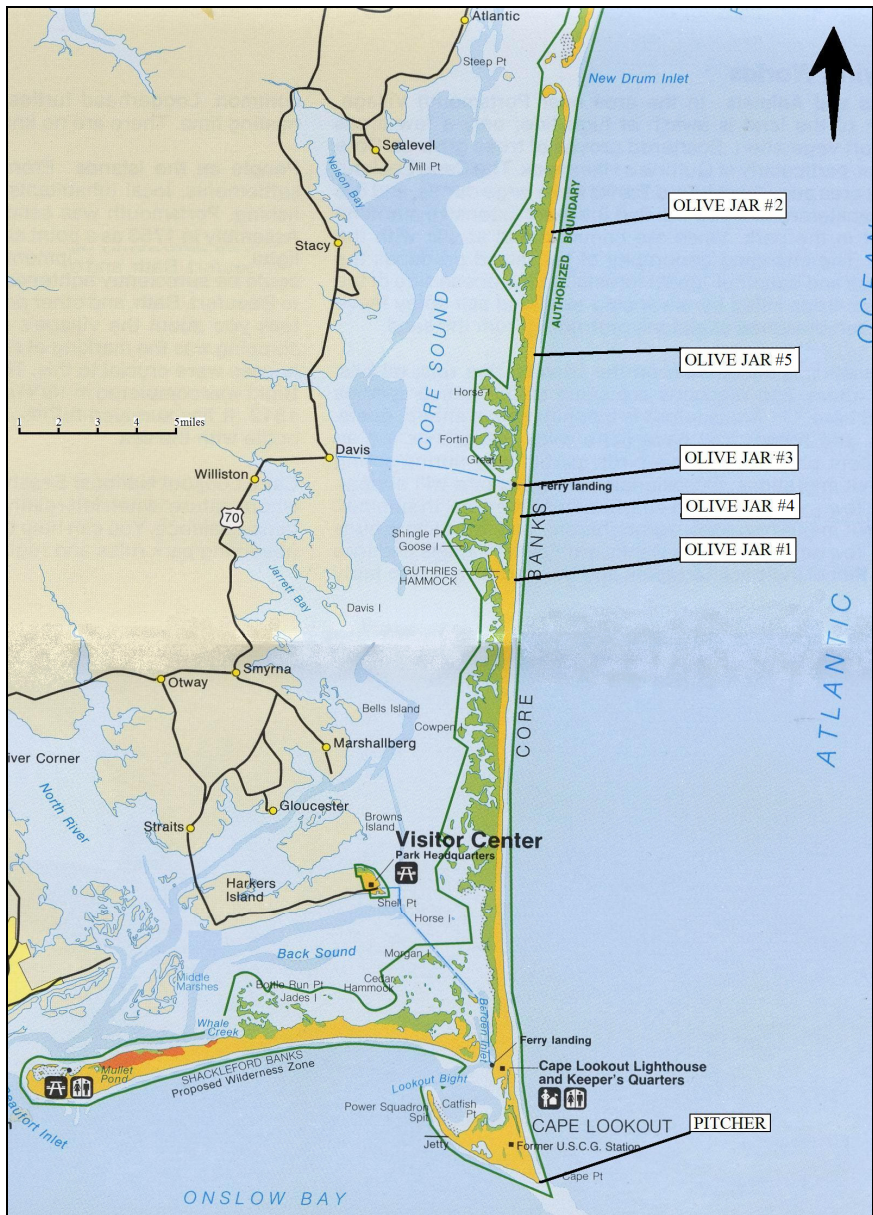 Atlantic
Steep Pt
New Drum Inlet
Sealevel
Mill Pt
Nelson Bay
OLIVE JAR #2
AUTHORIZED BOUNDARY
Stacy
OCEAN
CORE SOUND
OLIVE JAR #5
Horse I
1 2 3 4 5miles
Fortin I
Davis
Great I
OLIVE JAR #3
Williston
Ferry landing
OLIVE JAR #4
70
BANKS
Shingle Pt
Goose I
OLIVE JAR #1
GUTHRIES
HAMMOCK
Jarrett Bay
Davis I
ATLANTIC
Smyrna
Otway
CORE
Bells Island
Cowpen I
Marshallberg
iver Corner
North River
Gloucester
Browns
Island
Straits
Visitor Center
Park Headquarters
Harkers
Island
Shell Pt
Horse I
Back Sound
Morgan I
Middle
Marshes
Cedar
Hammock
Bottle Run Pt
Jades I
Barden Inlet
Whale
Creek
Ferry landing
SHACKLEFORD BANKS
Proposed Wilderness Zone
Mullet
Pond
Cape Lookout Lighthouse
and Keeper's Quarters
Lookout Bight
Beaufort Inlet
Power Squadron
Spit
Catfish
Pt
CAPE LOOKOUT
PITCHER
Jetty
Former U.S.C.G. Station
Cape Pt
ONSLOW BAY